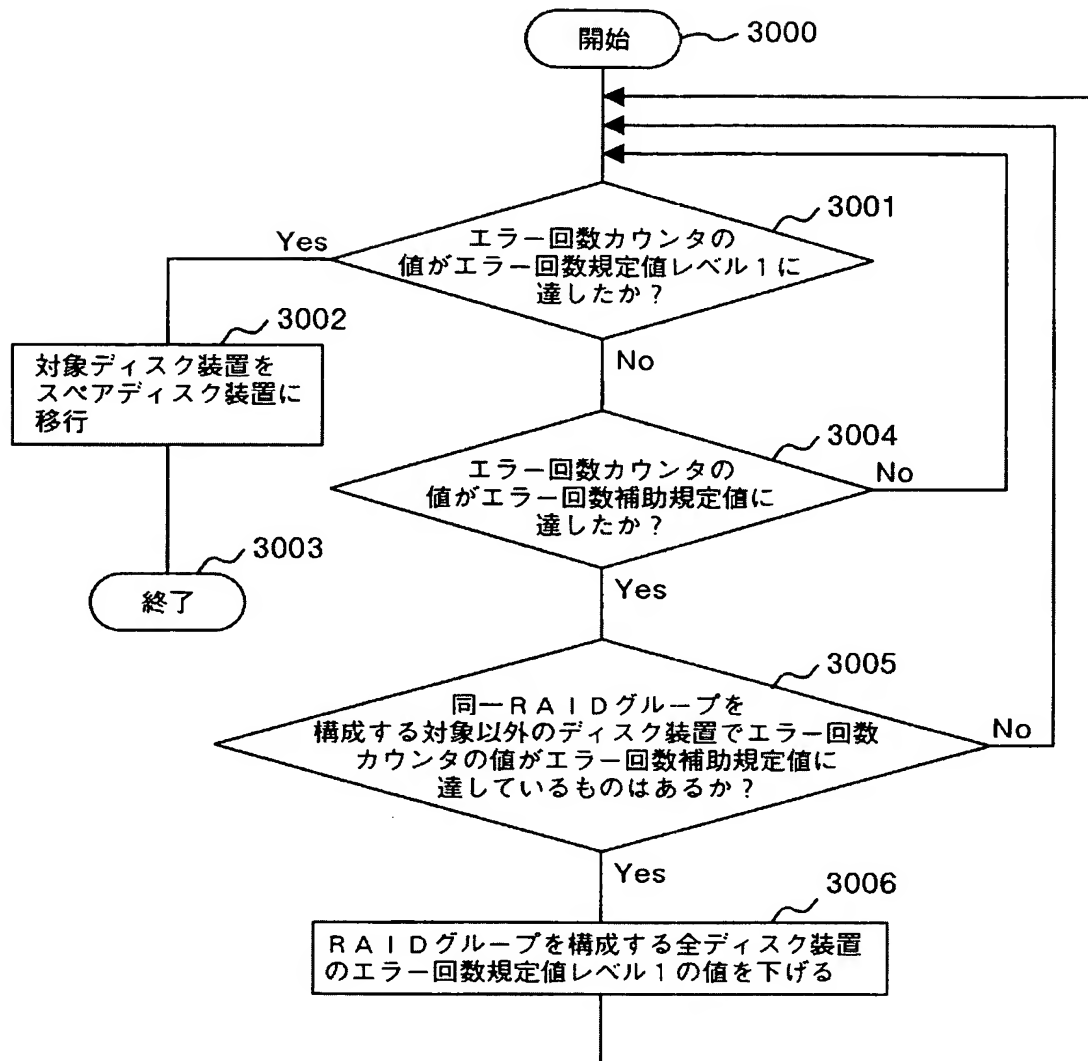 開始
3000
3001
エラー回数カウンタの
値がエラー回数規定値レベル１に
達したか？
Yes
No
3002
対象ディスク装置を
スペアディスク装置に
移行
3003
終了
3004
エラー回数カウンタの
値がエラー回数補助規定値に
達したか？
No
Yes
3005
同一ＲＡＩＤグループを
構成する対象以外のディスク装置でエラー回数
カウンタの値がエラー回数補助規定値に
達しているものはあるか？
No
Yes
3006
ＲＡＩＤグループを構成する全ディスク装置
のエラー回数規定値レベル１の値を下げる